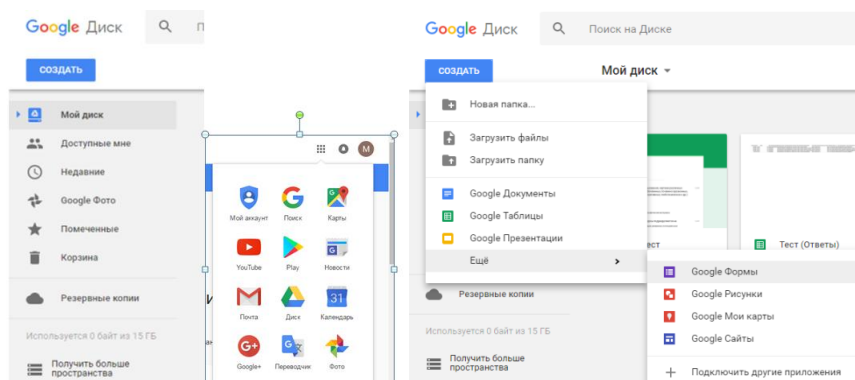 Google Диск
П
СОЗДАТЬ
Мой диск
Доступные мне
Недавние
Google Фото
Помеченные
Корзина
Резервные копии
Используется 0 байт из 15 ГБ
Получить больше
пространства
M
Мой аккаунт
Поиск
Карты
YouTube
Play
Новости
31
Почта
Диск
Календарь
G+
Google+
Переводчик
Фото
Google Диск
Поиск на Диске
СОЗДАТЬ
Мой диск
Новая папка...
Загрузить файлы
Загрузить папку
Google Документы
Google Таблицы
Google Презентации
Ещё
Google Формы
Google Рисунки
Google Мои карты
Google Сайты
Подключить другие приложения
ест
Тест (Ответы)
Резервные копии
Используется 0 байт из 15 ГБ
Получить больше
пространства